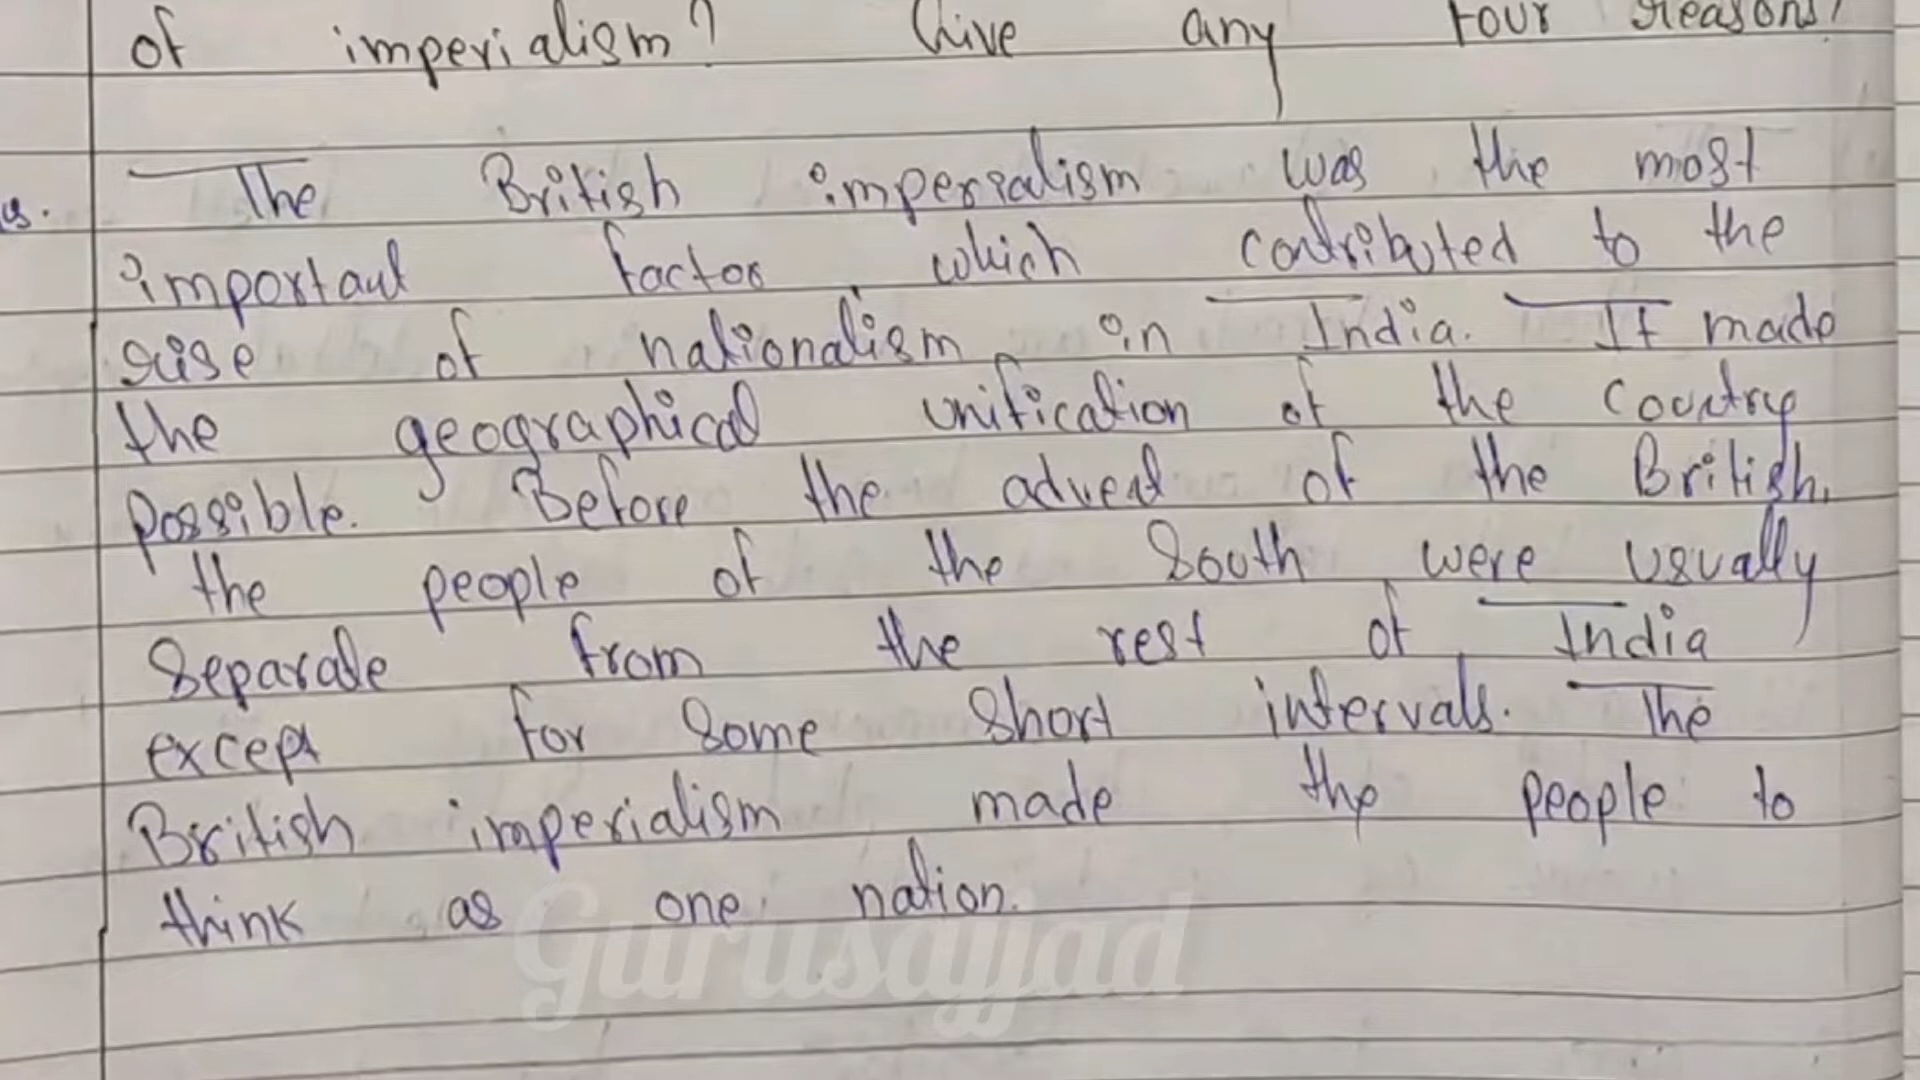 of imperialism? Give any four reasons?
The British imperialism was the most
s.
important factor which contributed to the
rise of nationalism in India. It made
the geographical unification of the country
possible. Before the advent of the British,
the people of the South were usually
Separate from the rest of India
except for Some Short intervals. The
British imperialism made the people to
think as one nation.
Gurusajjad